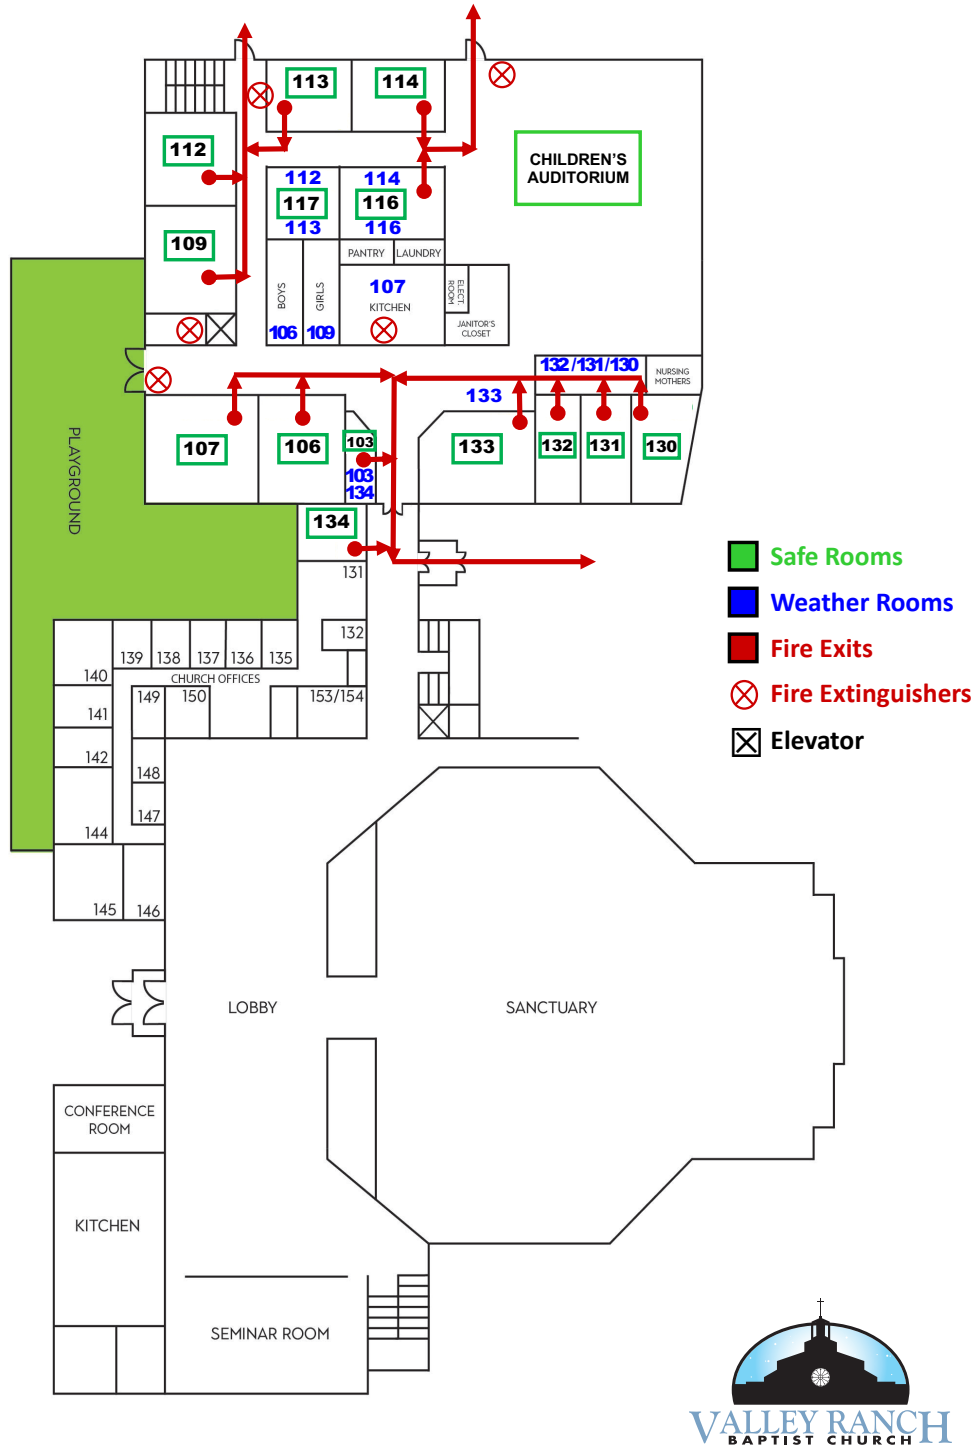 113
114
112
CHILDREN'S
AUDITORIUM
112
117
113
114
116
116
109
PANTRY
LAUNDRY
BOYS
106
GIRLS
109
107
KITCHEN
ELECT.
ROOM
JANITOR'S
CLOSET
132/131/130
NURSING
MOTHERS
133
107
106
103
103
134
133
132
131
130
PLAYGROUND
134
131
132
139
138
137
136
135
140
CHURCH OFFICES
149
150
153/154
141
142
148
147
144
145
146
Safe Rooms
Weather Rooms
Fire Exits
Fire Extinguishers
Elevator
LOBBY
SANCTUARY
CONFERENCE
ROOM
KITCHEN
SEMINAR ROOM
VALLEY RANCH
BAPTIST CHURCH